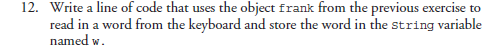 12. Write a line of code that uses the object frank from the previous exercise to
read in a word from the keyboard and store the word in the String variable
named w.